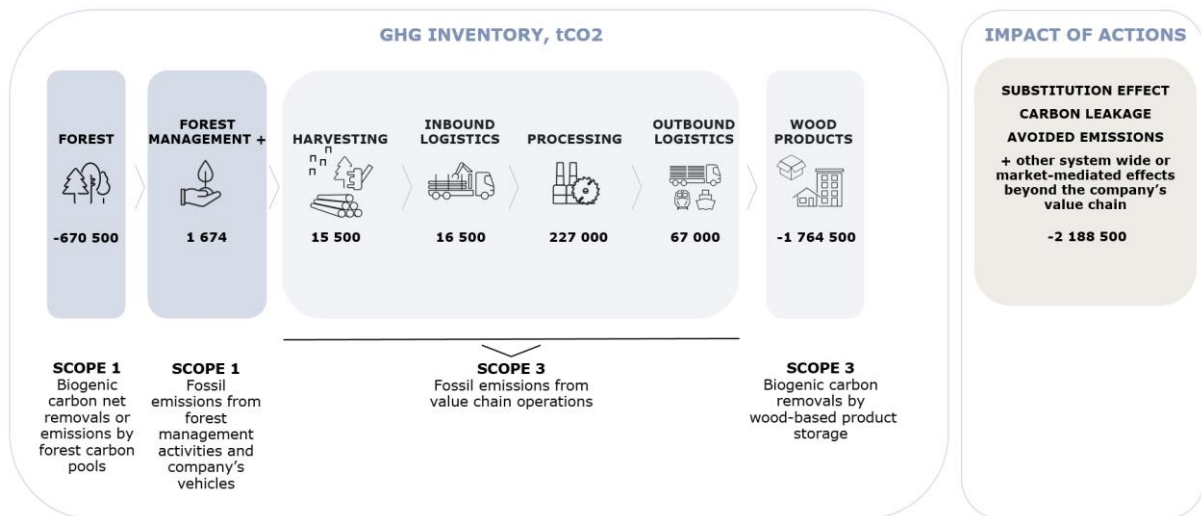 GHG INVENTORY, tCO2
FOREST
-670 500
FOREST
MANAGEMENT +
1 674
HARVESTING
15 500
INBOUND
LOGISTICS
16 500
PROCESSING
227 000
OUTBOUND
LOGISTICS
67 000
WOOD
PRODUCTS
-1 764 500
SCOPE 1
Biogenic
carbon net
removals or
emissions by
forest carbon
pools
SCOPE 1
Fossil
emissions from
forest
management
activities and
company’s
vehicles
SCOPE 3
Fossil emissions from
value chain operations
SCOPE 3
Biogenic carbon
removals by
wood-based product
storage
IMPACT OF ACTIONS
SUBSTITUTION EFFECT
CARBON LEAKAGE
AVOIDED EMISSIONS
+ other system wide or
market-mediated effects
beyond the company’s
value chain
-2 188 500